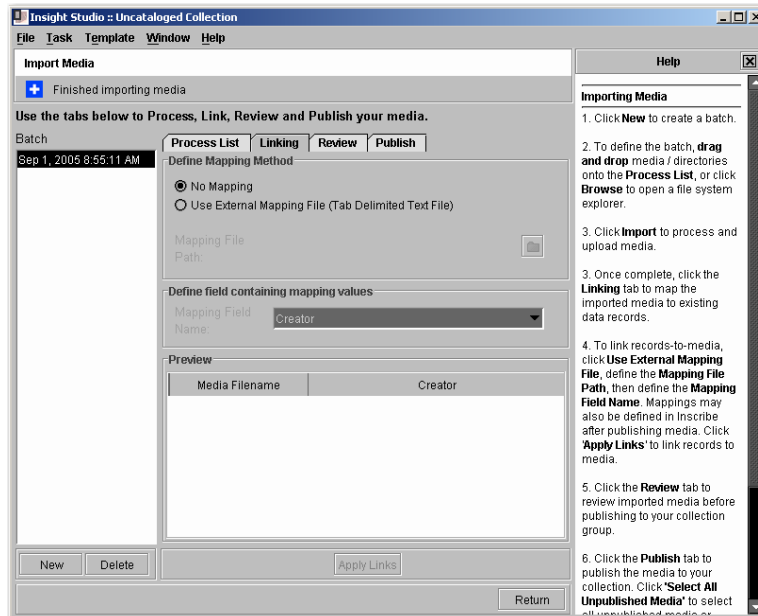 Insight Studio :: Uncataloged Collection
File Task Template Window Help
Import Media
Finished importing media
Use the tabs below to Process, Link, Review and Publish your media.
Batch
Sep 1, 2005 8:55:11 AM
Process List Linking Review Publish
Define Mapping Method
No Mapping
Use External Mapping File (Tab Delimited Text File)
Mapping File
Path:
Define field containing mapping values
Mapping Field
Name:
Creator
Preview
Media Filename Creator
New Delete
Apply Links
Return
Help
Importing Media
1. Click New to create a batch.
2. To define the batch, drag
and drop media / directories
onto the Process List, or click
Browse to open a file system
explorer.
3. Click Import to process and
upload media.
3. Once complete, click the
Linking tab to map the
imported media to existing
data records.
4. To link records-to-media,
click Use External Mapping
File, define the Mapping File
Path, then define the Mapping
Field Name. Mappings may
also be defined in Inscribe
after publishing media. Click
'Apply Links' to link records to
media.
5. Click the Review tab to
review imported media before
publishing to your collection
group.
6. Click the Publish tab to
publish the media to your
collection. Click 'Select All
Unpublished Media' to select
all unpublished media or